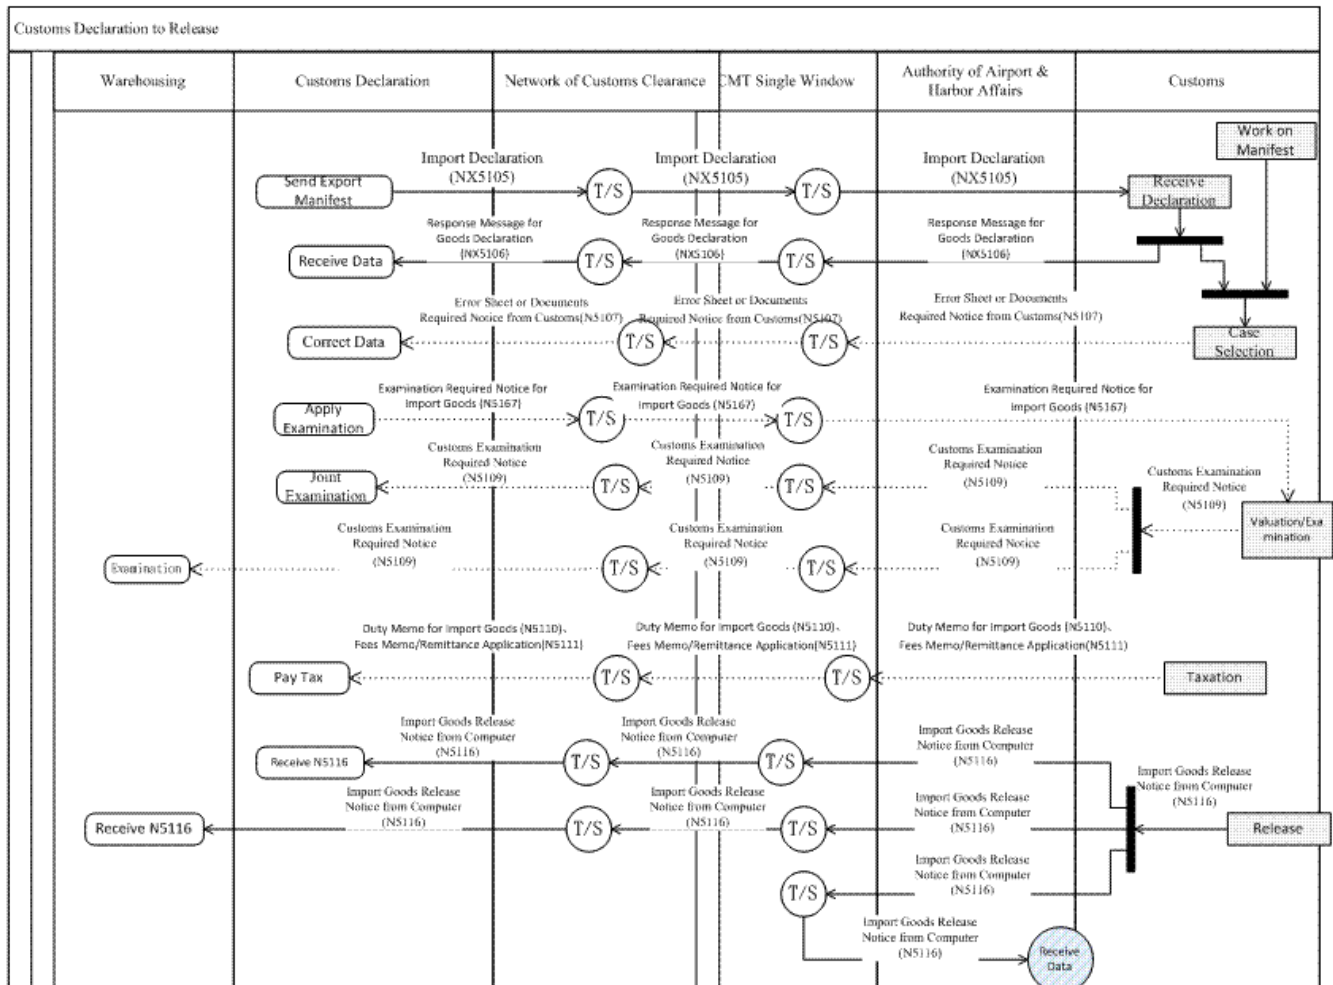 Customs Declaration to Release
Warehousing
Customs Declaration
Network of Customs Clearance
CMT Single Window
Authority of Airport &
Harbor Affairs
Customs
Work on
Manifest
Import Declaration
(NX5105)
Import Declaration
(NX5105)
Import Declaration
(NX5105)
Send Export
Manifest
T/S
T/S
Receive
Declaration
Response Message for
Goods Declaration
(NX5106)
Response Message for
Goods Declaration
(NX5106)
Response Message for
Goods Declaration
(NX5106)
Receive Data
T/S
T/S
Error Sheet or Documents
Required Notice from Customs(N5107)
Error Sheet or Documents
Required Notice from Customs(N5107)
Error Sheet or Documents
Required Notice from Customs(N5107)
Correct Data
T/S
T/S
Case
Selection
Examination Required Notice for
Import Goods (N5167)
Examination Required Notice for
Import Goods (N5167)
Examination Required Notice for
Import Goods (N5167)
Apply
Examination
T/S
T/S
Customs Examination
Required Notice
(N5109)
Customs Examination
Required Notice
(N5109)
Customs Examination
Required Notice
(N5109)
Customs Examination
Required Notice
(N5109)
Joint
Examination
T/S
T/S
Valuation/Exa
mination
Customs Examination
Required Notice
(N5109)
Customs Examination
Required Notice
(N5109)
Customs Examination
Required Notice
(N5109)
Examination
T/S
T/S
Duty Memo for Import Goods (N5110)、
Fees Memo/Remittance Application(N5111)
Duty Memo for Import Goods (N5110)、
Fees Memo/Remittance Application(N5111)
Duty Memo for Import Goods (N5110)、
Fees Memo/Remittance Application(N5111)
Pay Tax
T/S
T/S
Taxation
Import Goods Release
Notice from Computer
(N5116)
Import Goods Release
Notice from Computer
(N5116)
Import Goods Release
Notice from Computer
(N5116)
Receive N5116
T/S
T/S
Import Goods Release
Notice from Computer
(N5116)
Import Goods Release
Notice from Computer
(N5116)
Import Goods Release
Notice from Computer
(N5116)
Import Goods Release
Notice from Computer
(N5116)
Receive N5116
T/S
T/S
Release
Import Goods Release
Notice from Computer
(N5116)
T/S
Import Goods Release
Notice from Computer
(N5116)
Receive
Data